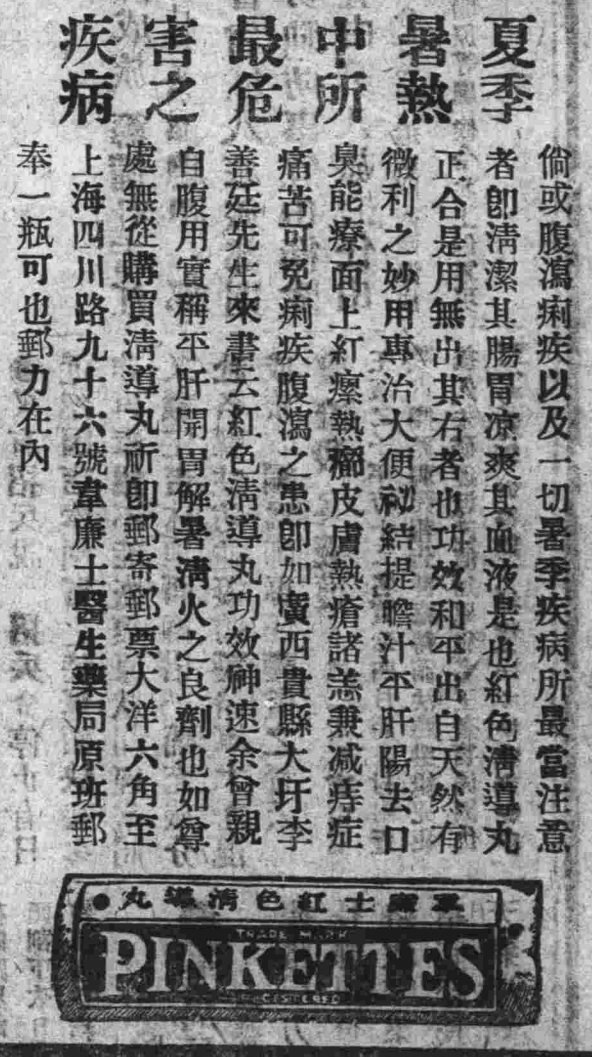 夏季
暑熱
中所
最危
害之
疾病
倘或腹瀉痢疾以及一切暑季疾病所最當注意
者卽清潔其腸胃凉爽其血液是也紅色清導丸
正合是用無出其右者也功效和平出自天然有
微利之妙用專治大便祕結提膽汁平肝陽去口
臭能療面上紅瘰熱癤皮膚熱瘡諸恙兼減痔症
痛苦可免痢疾腹瀉之患卽如廣西貴縣大圩李
善廷先生來書云紅色清導丸功效神速余曾親
自腹用實稱平肝開胃解暑清火之良劑也如尊
處無從購買清導丸祈卽郵寄郵票大洋六角至
上海四川路九十六號韋廉士醫生藥局原班郵
奉一瓶可也郵力在內
韋廉士紅色清導丸
TRADE MARK
PINKETTES
REGISTERED